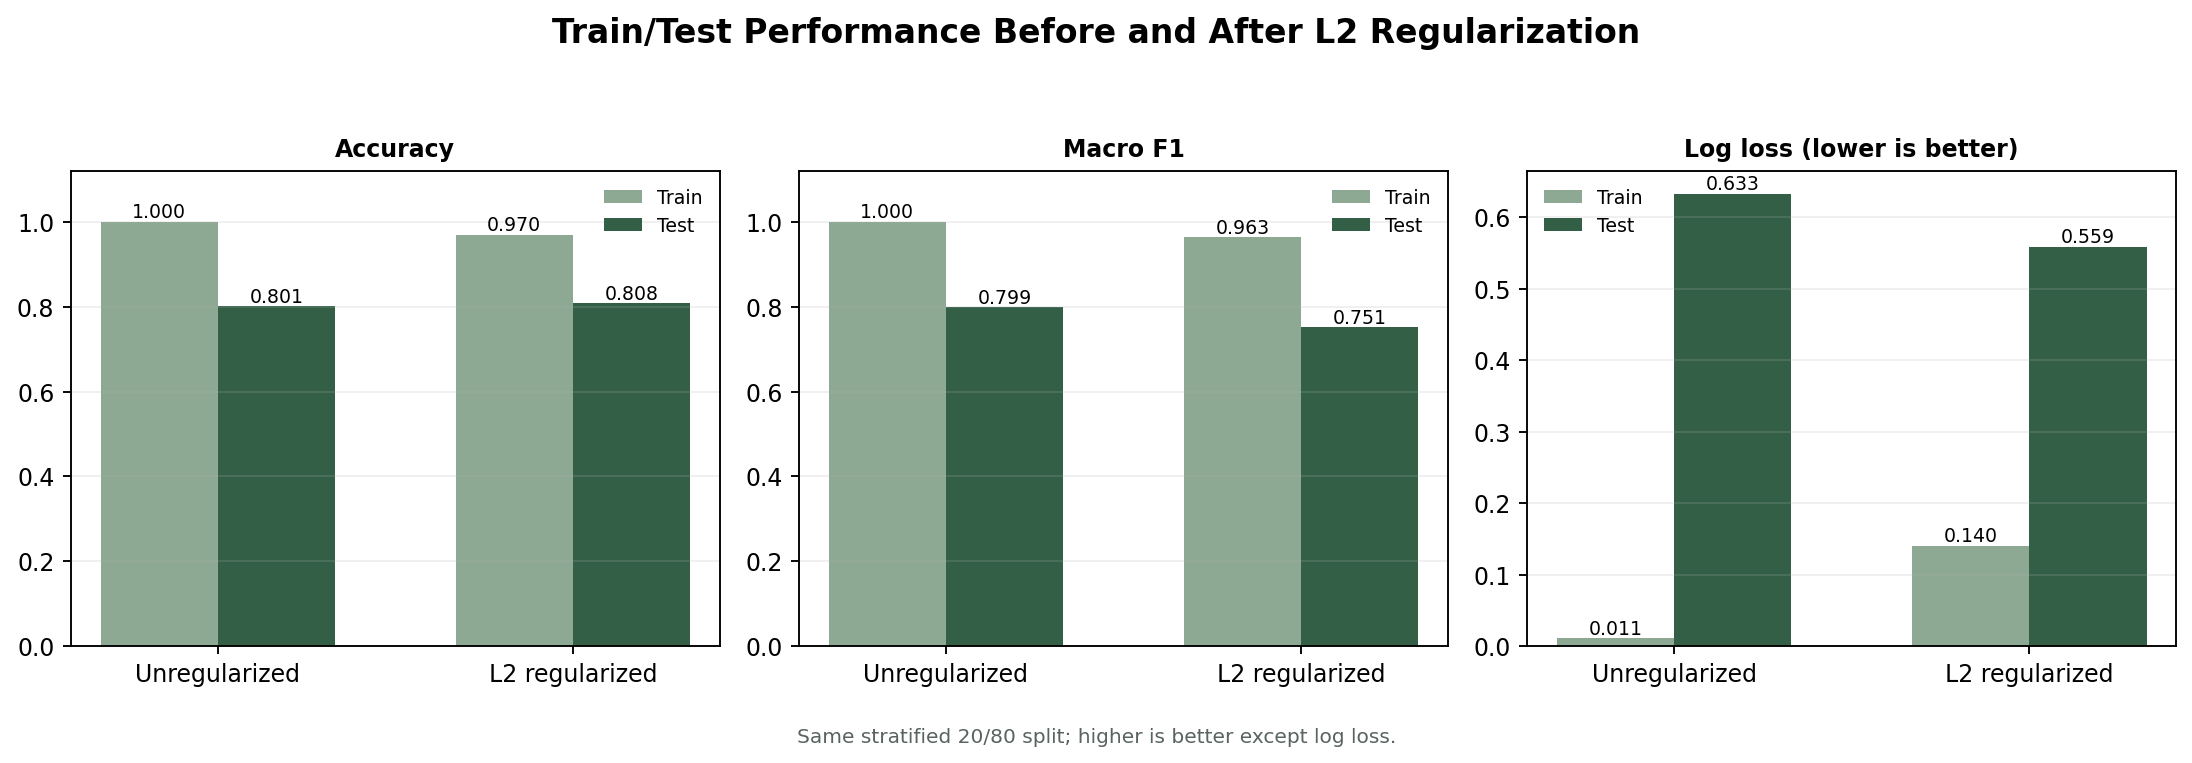 Train/Test Performance Before and After L2 Regularization
Accuracy
1.0
0.8
0.6
0.4
0.2
0.0
1.000
0.801
0.970
0.808
Train
Test
Unregularized
L2 regularized
Macro F1
1.0
0.8
0.6
0.4
0.2
0.0
1.000
0.799
0.963
0.751
Train
Test
Unregularized
L2 regularized
Log loss (lower is better)
0.6
0.5
0.4
0.3
0.2
0.1
0.0
Train
Test
0.011
0.633
0.140
0.559
Unregularized
L2 regularized
Same stratified 20/80 split; higher is better except log loss.